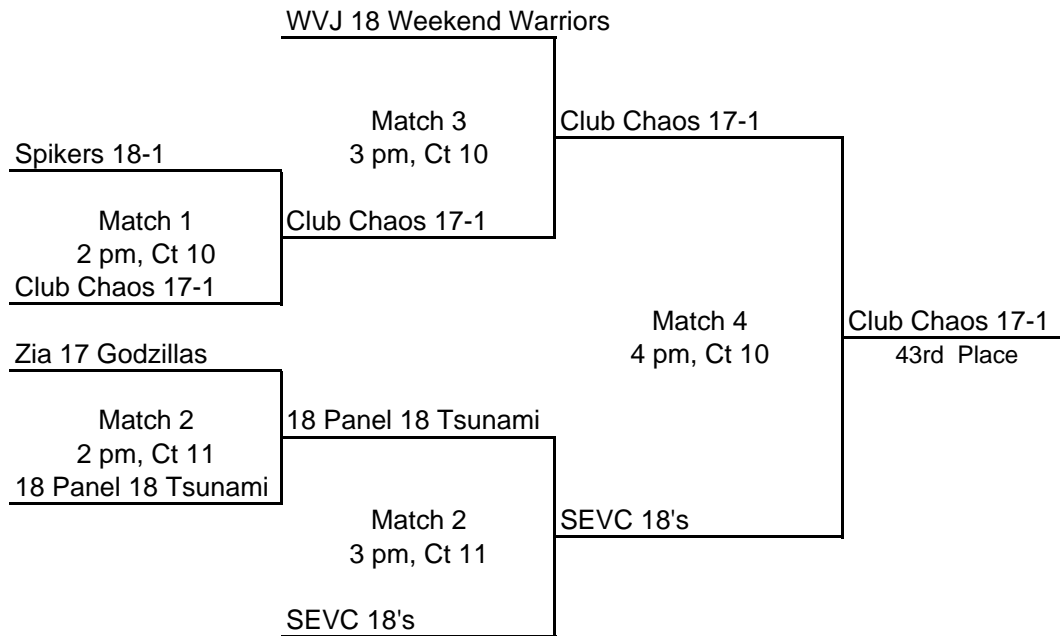 WVJ 18 Weekend Warriors
Match 3
3 pm, Ct 10
Club Chaos 17-1
Spikers 18-1
Match 1
2 pm, Ct 10
Club Chaos 17-1
Club Chaos 17-1
Match 4
4 pm, Ct 10
Club Chaos 17-1
43rd Place
Zia 17 Godzillas
Match 2
2 pm, Ct 11
18 Panel 18 Tsunami
18 Panel 18 Tsunami
Match 2
3 pm, Ct 11
SEVC 18's
SEVC 18's